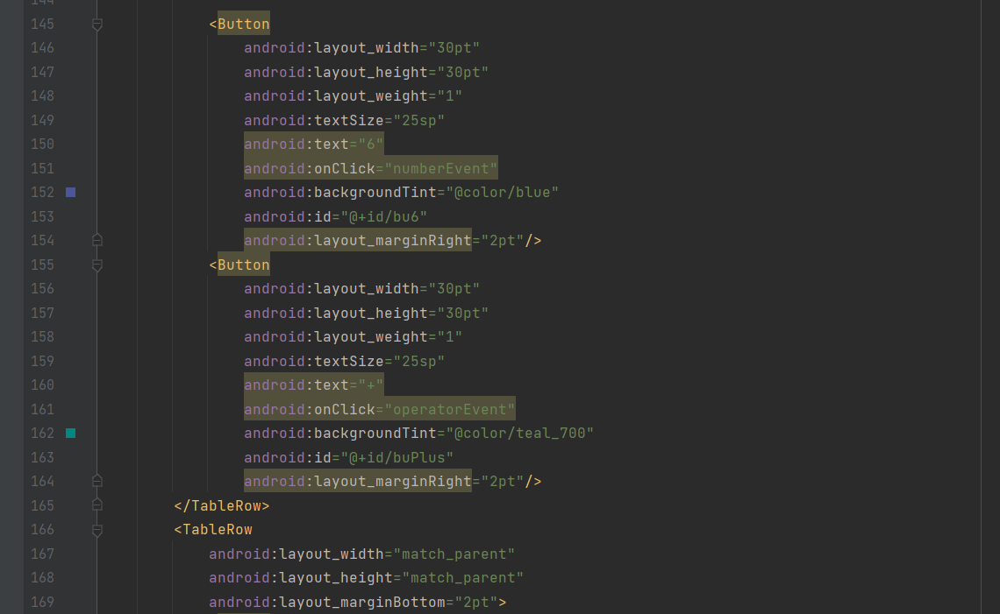 144
145 <Button
146 android:layout_width="30pt"
147 android:layout_height="30pt"
148 android:layout_weight="1"
149 android:textSize="25sp"
150 android:text="6"
151 android:onClick="numberEvent"
152 android:backgroundTint="@color/blue"
153 android:id="@+id/bu6"
154 android:layout_marginRight="2pt"/>
155 <Button
156 android:layout_width="30pt"
157 android:layout_height="30pt"
158 android:layout_weight="1"
159 android:textSize="25sp"
160 android:text="+"
161 android:onClick="operatorEvent"
162 android:backgroundTint="@color/teal_700"
163 android:id="@+id/buPlus"
164 android:layout_marginRight="2pt"/>
165 </TableRow>
166 <TableRow
167 android:layout_width="match_parent"
168 android:layout_height="match_parent"
169 android:layout_marginBottom="2pt">